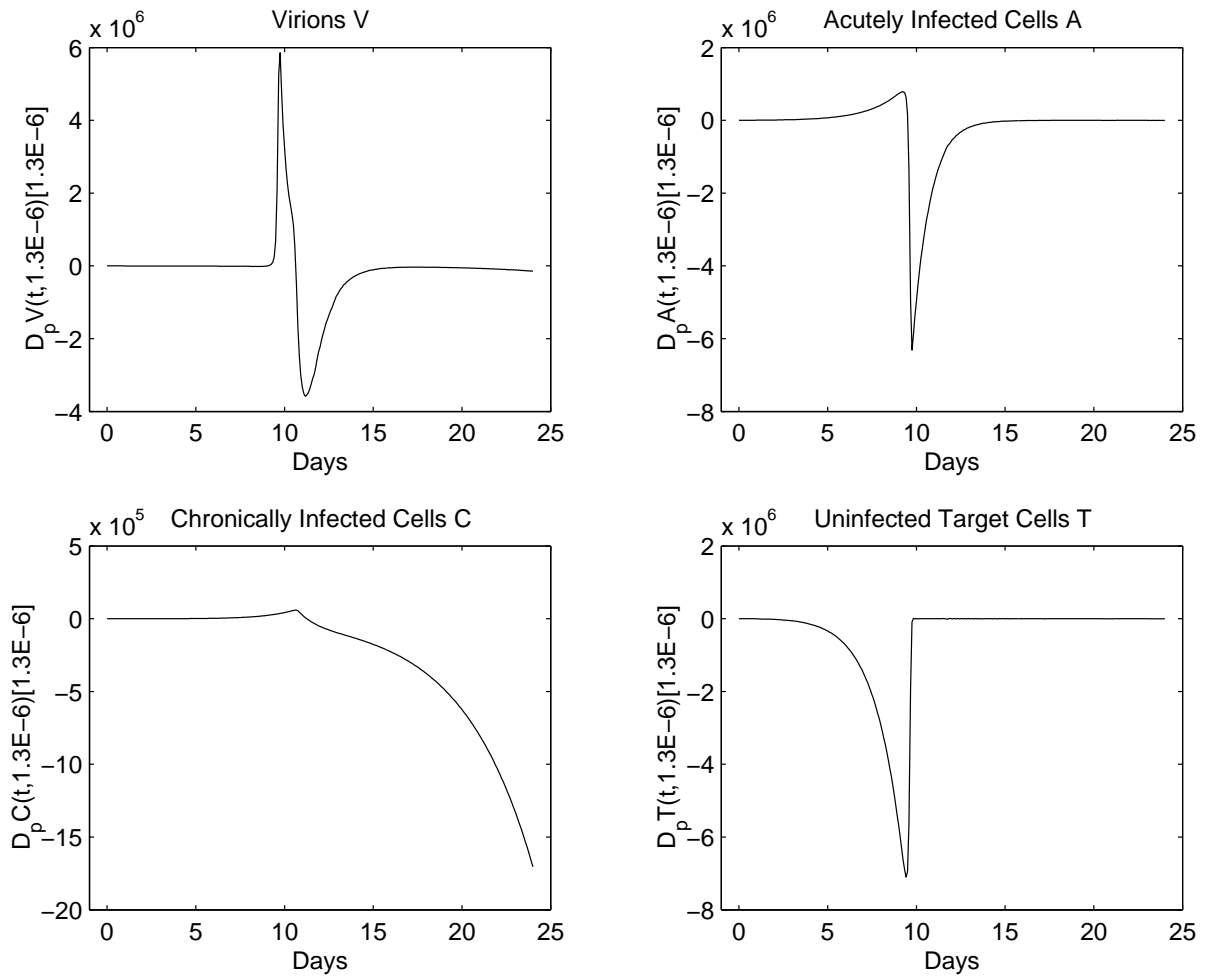 x 10^6
Virions V
D_pV(t,1.3E−6)[1.3E−6]
6
4
2
0
−2
−4
0 5 10 15 20 25
Days
x 10^6
Acutely Infected Cells A
D_pA(t,1.3E−6)[1.3E−6]
2
0
−2
−4
−6
−8
0 5 10 15 20 25
Days
x 10^5
Chronically Infected Cells C
D_pC(t,1.3E−6)[1.3E−6]
5
0
−5
−10
−15
−20
0 5 10 15 20 25
Days
x 10^6
Uninfected Target Cells T
D_pT(t,1.3E−6)[1.3E−6]
2
0
−2
−4
−6
−8
0 5 10 15 20 25
Days